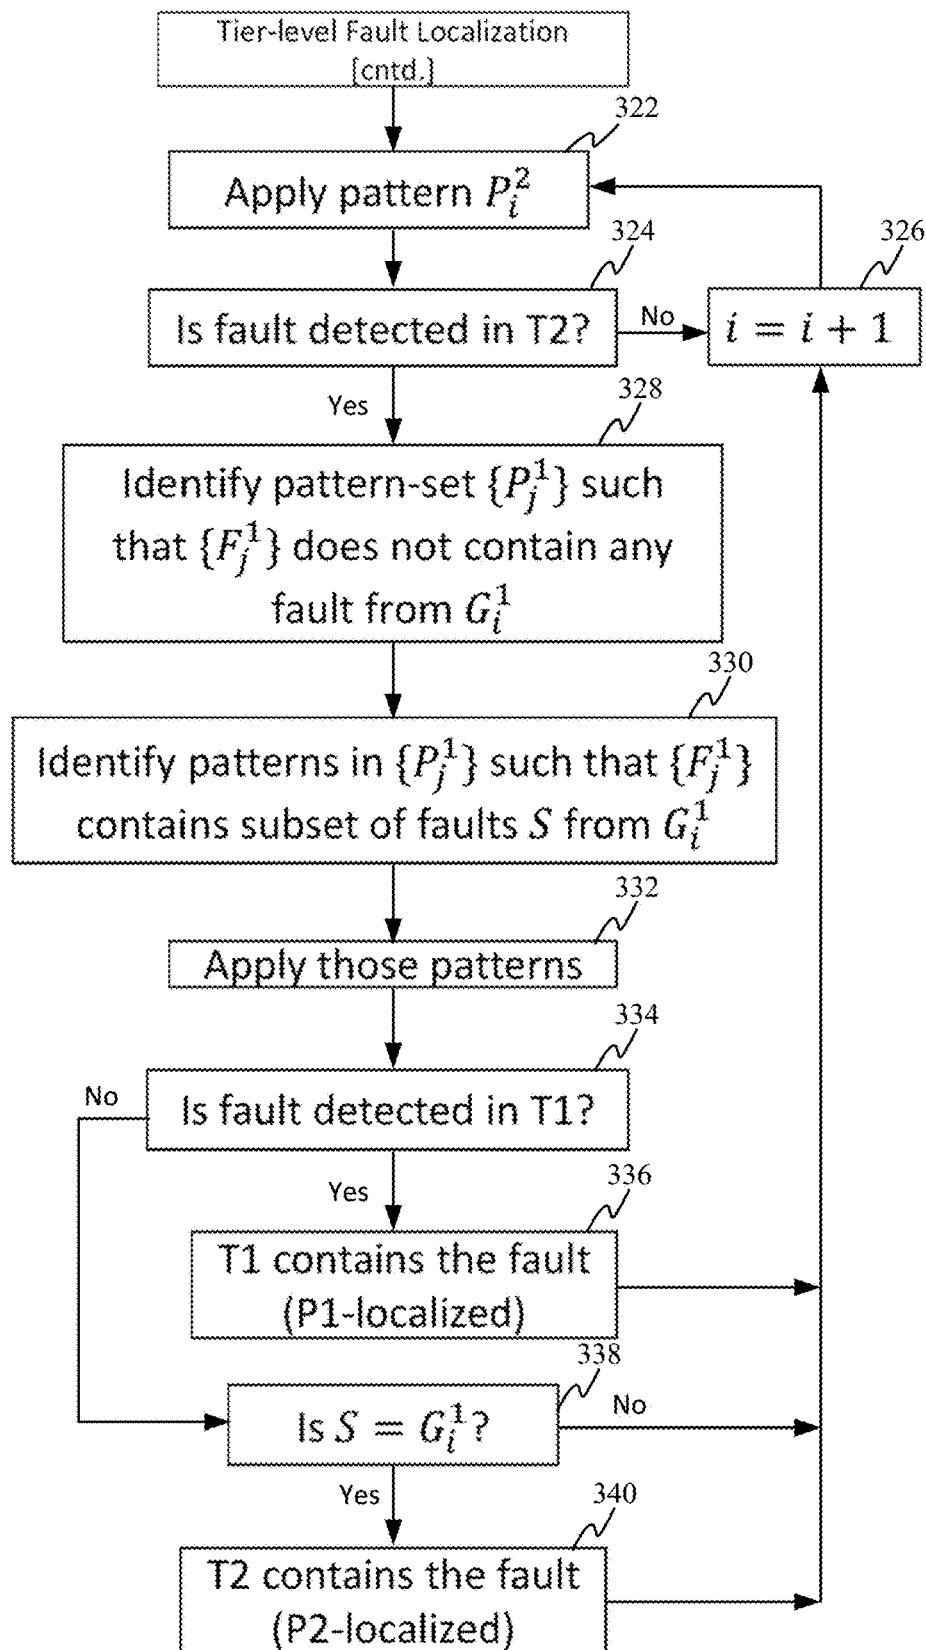 Tier-level Fault Localization
[cntd.]
322
Apply pattern P_i^2
324
326
Is fault detected in T2?
No
i = i + 1
Yes
328
Identify pattern-set {P_j^1} such
that {F_j^1} does not contain any
fault from G_i^1
330
Identify patterns in {P_j^1} such that {F_j^1}
contains subset of faults S from G_i^1
332
Apply those patterns
334
No
Is fault detected in T1?
Yes
336
T1 contains the fault
(P1-localized)
338
Is S = G_i^1?
No
Yes
340
T2 contains the fault
(P2-localized)